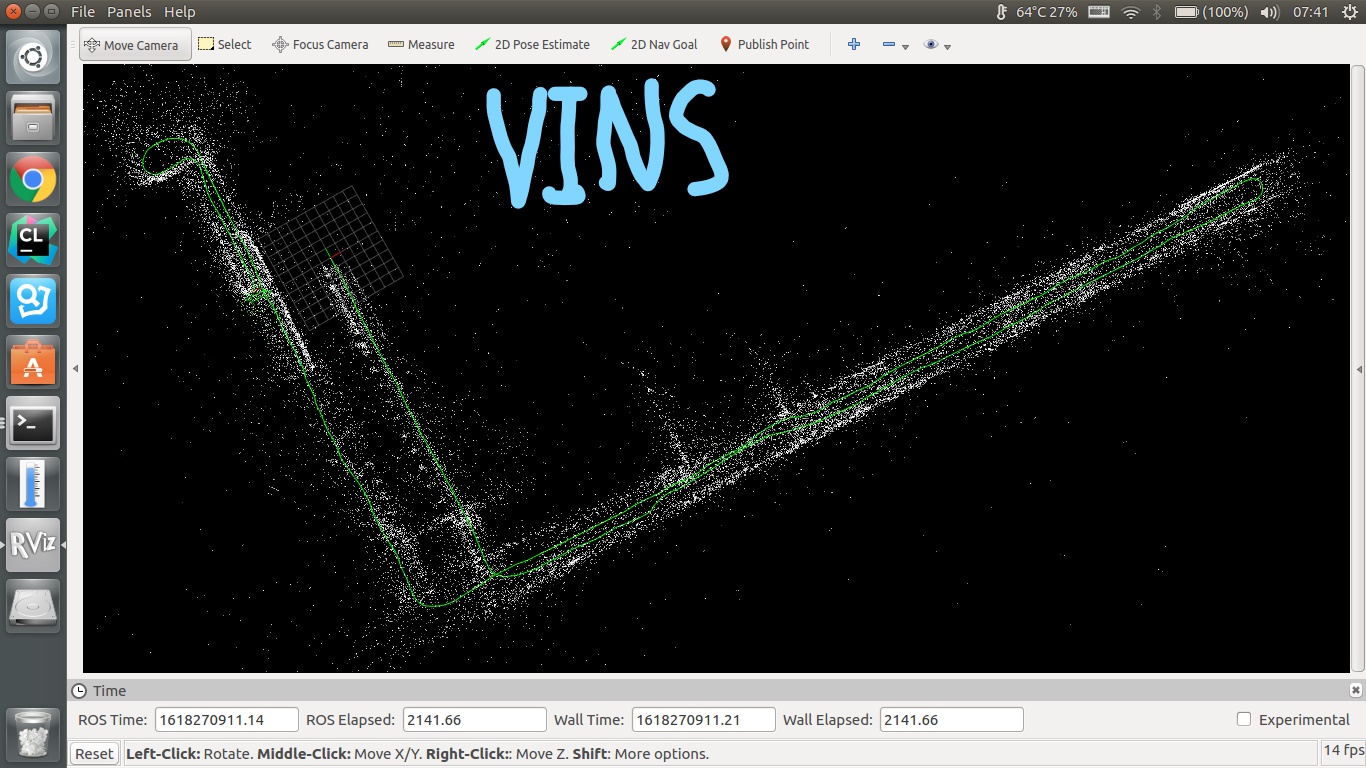 File Panels Help
64°C 27% (100%) 07:41
Move Camera Select Focus Camera Measure 2D Pose Estimate 2D Nav Goal Publish Point
VINS
CL
A
>_
RViz
Time
ROS Time: 1618270911.14 ROS Elapsed: 2141.66 Wall Time: 1618270911.21 Wall Elapsed: 2141.66 Experimental
Reset Left-Click: Rotate. Middle-Click: Move X/Y. Right-Click:: Move Z. Shift: More options. 14 fps